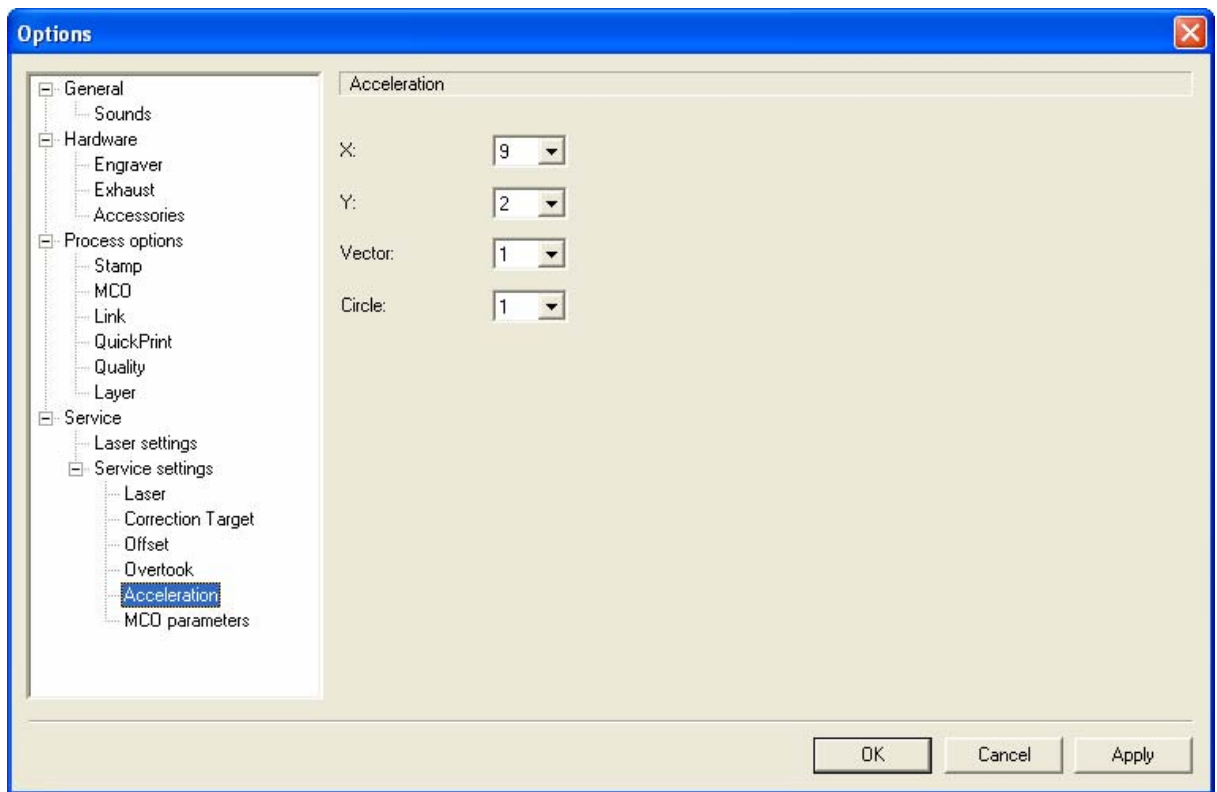 Options
General
Sounds
Hardware
Engraver
Exhaust
Accessories
Process options
Stamp
MCO
Link
QuickPrint
Quality
Layer
Service
Laser settings
Service settings
Laser
Correction Target
Offset
Overtook
Acceleration
MCO parameters
Acceleration
X: 9
Y: 2
Vector: 1
Circle: 1
OK Cancel Apply